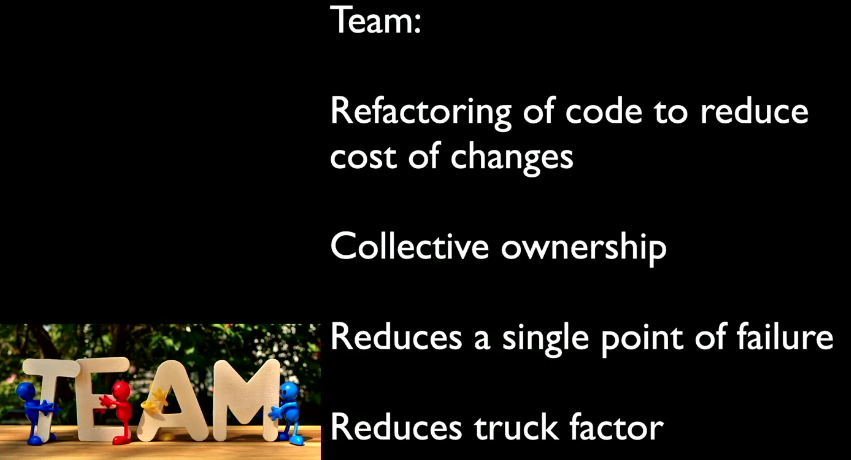 Team:
Refactoring of code to reduce
cost of changes
Collective ownership
Reduces a single point of failure
Reduces truck factor
TEAM